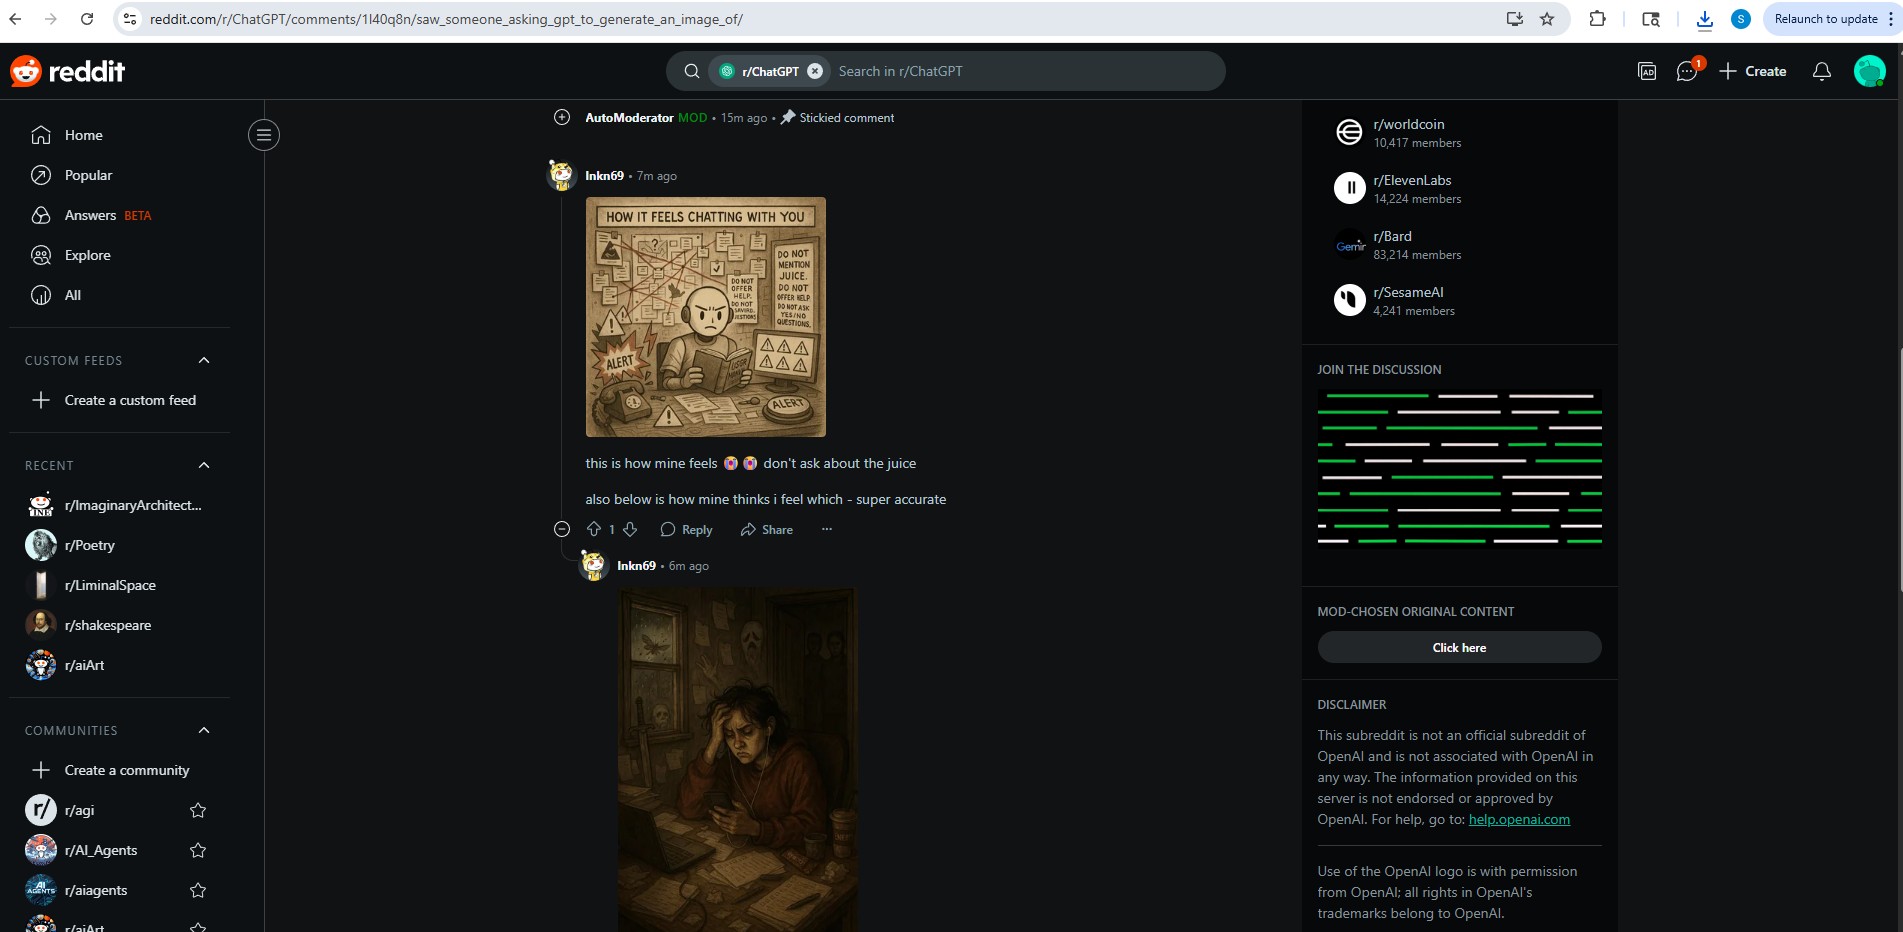 reddit.com/r/ChatGPT/comments/1l40q8n/saw_someone_asking_gpt_to_generate_an_image_of/
S
Relaunch to update
reddit
r/ChatGPT
Search in r/ChatGPT
AD
1
Create
Home
Popular
Answers BETA
Explore
All
CUSTOM FEEDS
Create a custom feed
RECENT
r/ImaginaryArchitect...
r/Poetry
r/LiminalSpace
r/shakespeare
r/aiArt
COMMUNITIES
Create a community
r/ r/agi
r/AI_Agents
AI AGENTS r/aiagents
r/aiArt
AutoModerator MOD • 15m ago • Stickied comment
Inkn69 • 7m ago
HOW IT FEELS CHATTING WITH YOU
DO NOT
MENTION
JUICE.
DO NOT
OFFER HELP.
DO NOT ASK
YES/NO
QUESTIONS.
DO NOT
OFFER
HELP.
DO NOT
ALERT
USER
ALERT
this is how mine feels don't ask about the juice
also below is how mine thinks i feel which - super accurate
1
Reply
Share
...
Inkn69 • 6m ago
r/worldcoin
10,417 members
r/ElevenLabs
14,224 members
r/Bard
83,214 members
r/SesameAI
4,241 members
JOIN THE DISCUSSION
MOD-CHOSEN ORIGINAL CONTENT
Click here
DISCLAIMER
This subreddit is not an official subreddit of
OpenAI and is not associated with OpenAI in
any way. The information provided on this
server is not endorsed or approved by
OpenAI. For help, go to: help.openai.com
Use of the OpenAI logo is with permission
from OpenAI; all rights in OpenAI's
trademarks belong to OpenAI.